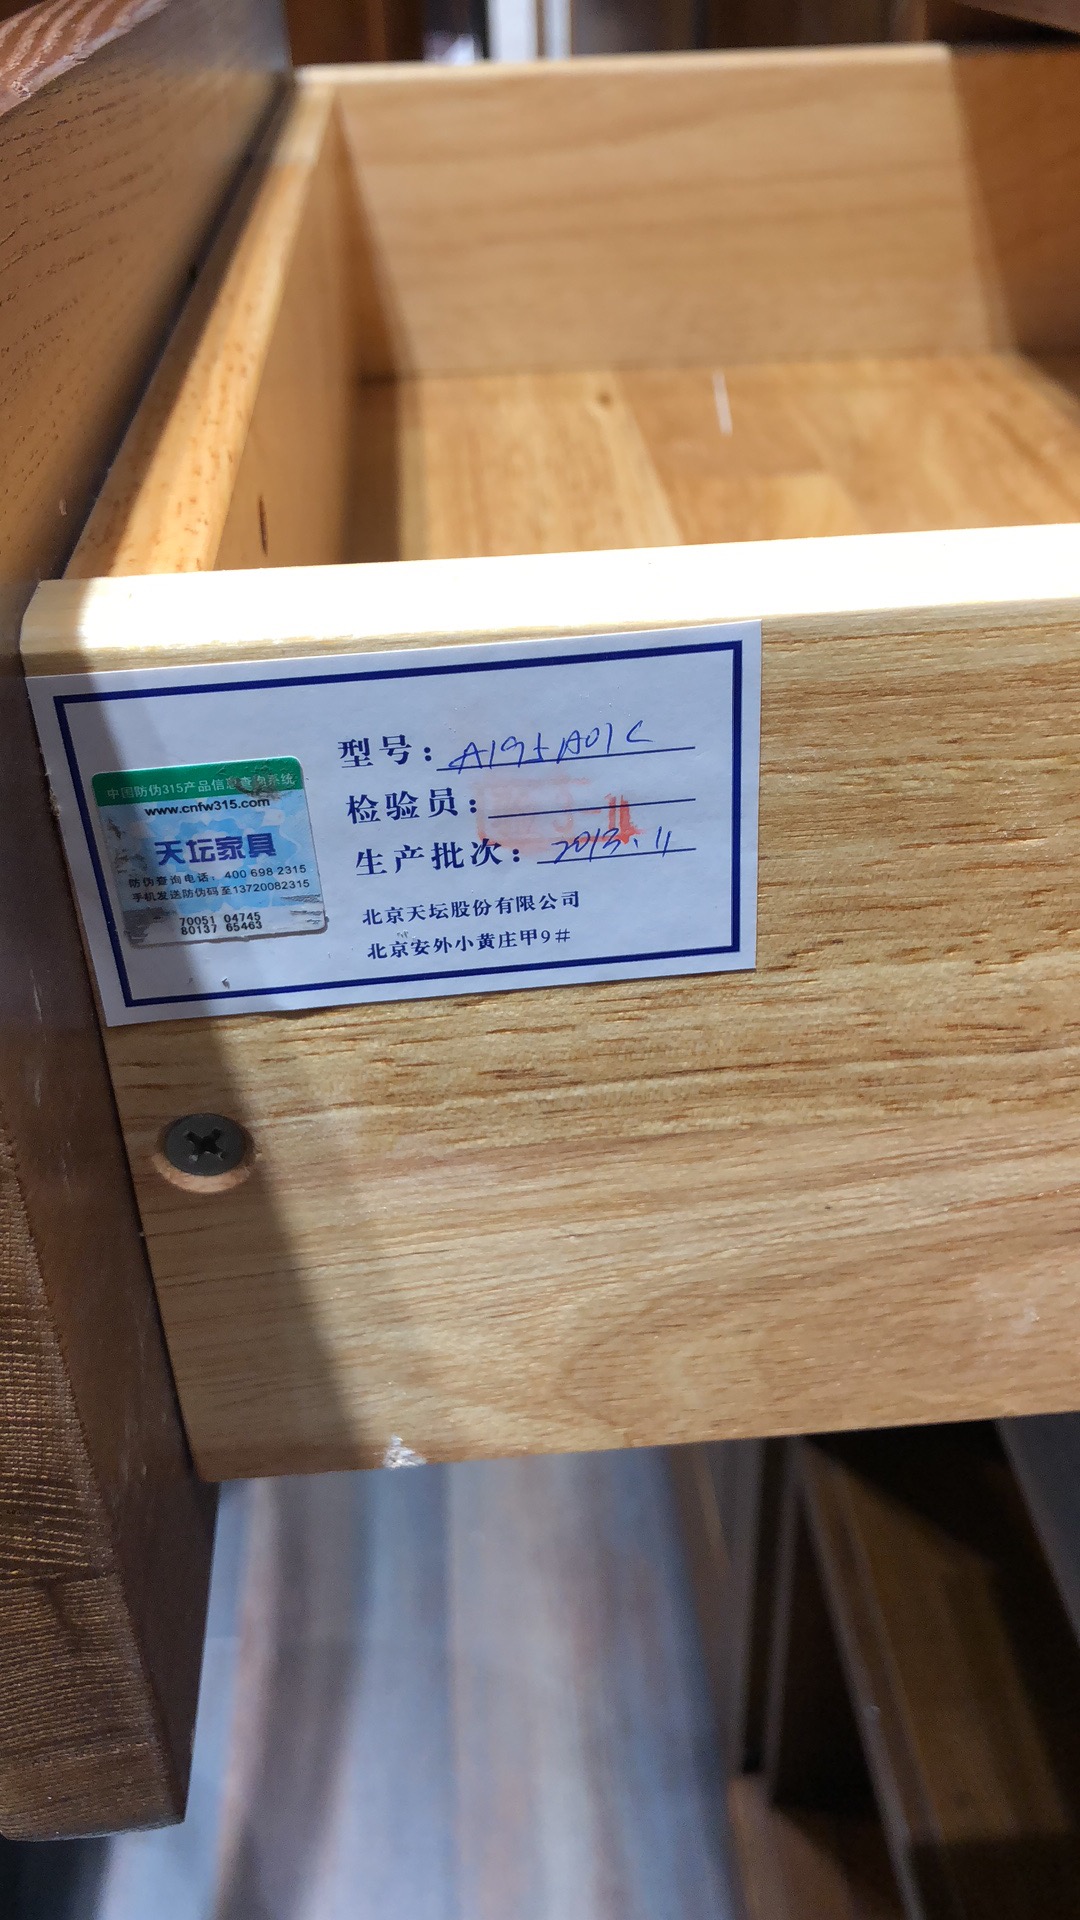 中国防伪315产品信息查询系统
www.cnfw315.com
天坛家具
防伪查询电话：400 698 2315
手机发送防伪码至13720082315
70051 04745
80137 65463
型号：A195A01C
检验员：
生产批次：2013.11
北京天坛股份有限公司
北京安外小黄庄甲9#